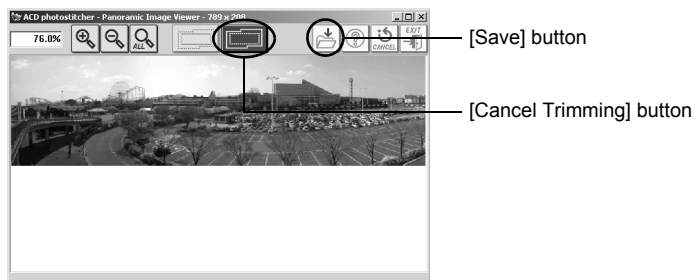 ACD photostitcher - Panoramic Image Viewer - 789 x 208
76.0%
ALL
?
CANCEL
EXIT
[Save] button
[Cancel Trimming] button